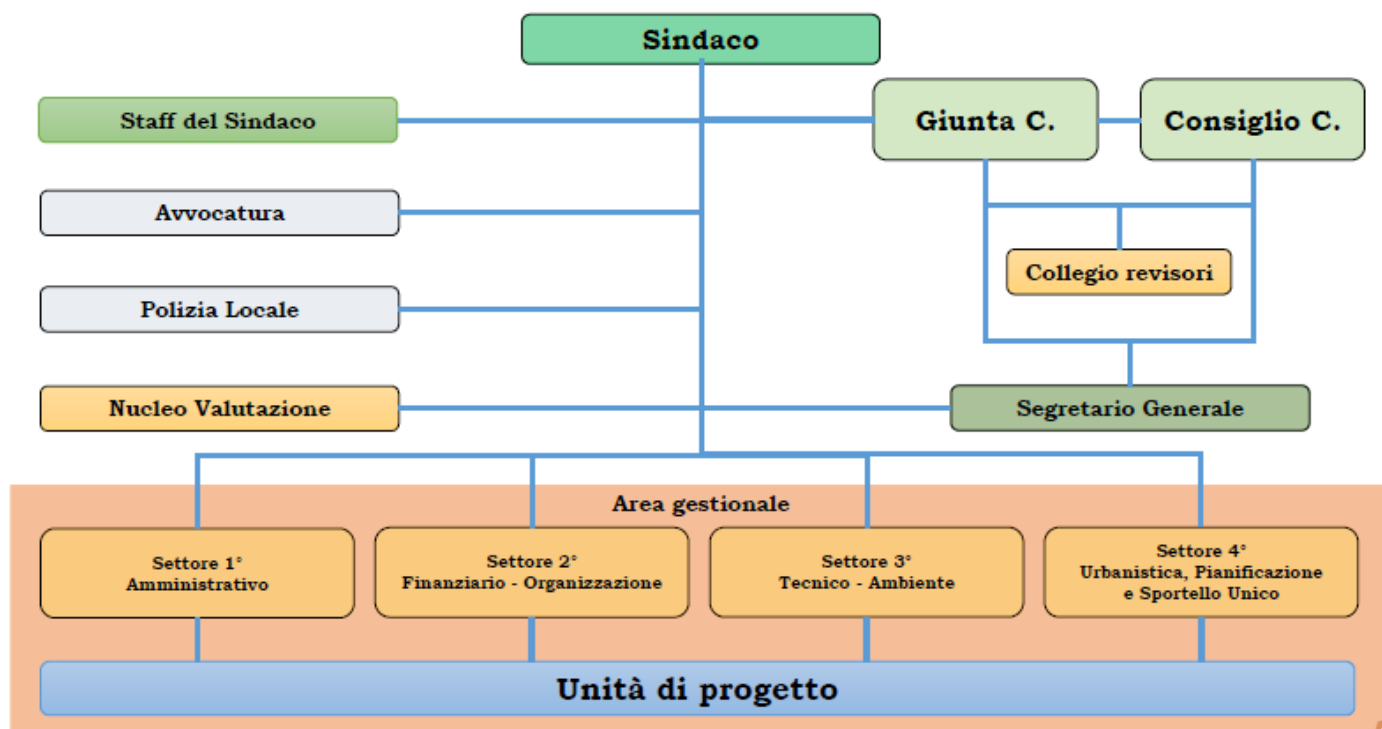 Sindaco
Staff del Sindaco
Giunta C.
Consiglio C.
Avvocatura
Collegio revisori
Polizia Locale
Nucleo Valutazione
Segretario Generale
Area gestionale
Settore 1°
Amministrativo
Settore 2°
Finanziario - Organizzazione
Settore 3°
Tecnico - Ambiente
Settore 4°
Urbanistica, Pianificazione
e Sportello Unico
Unità di progetto